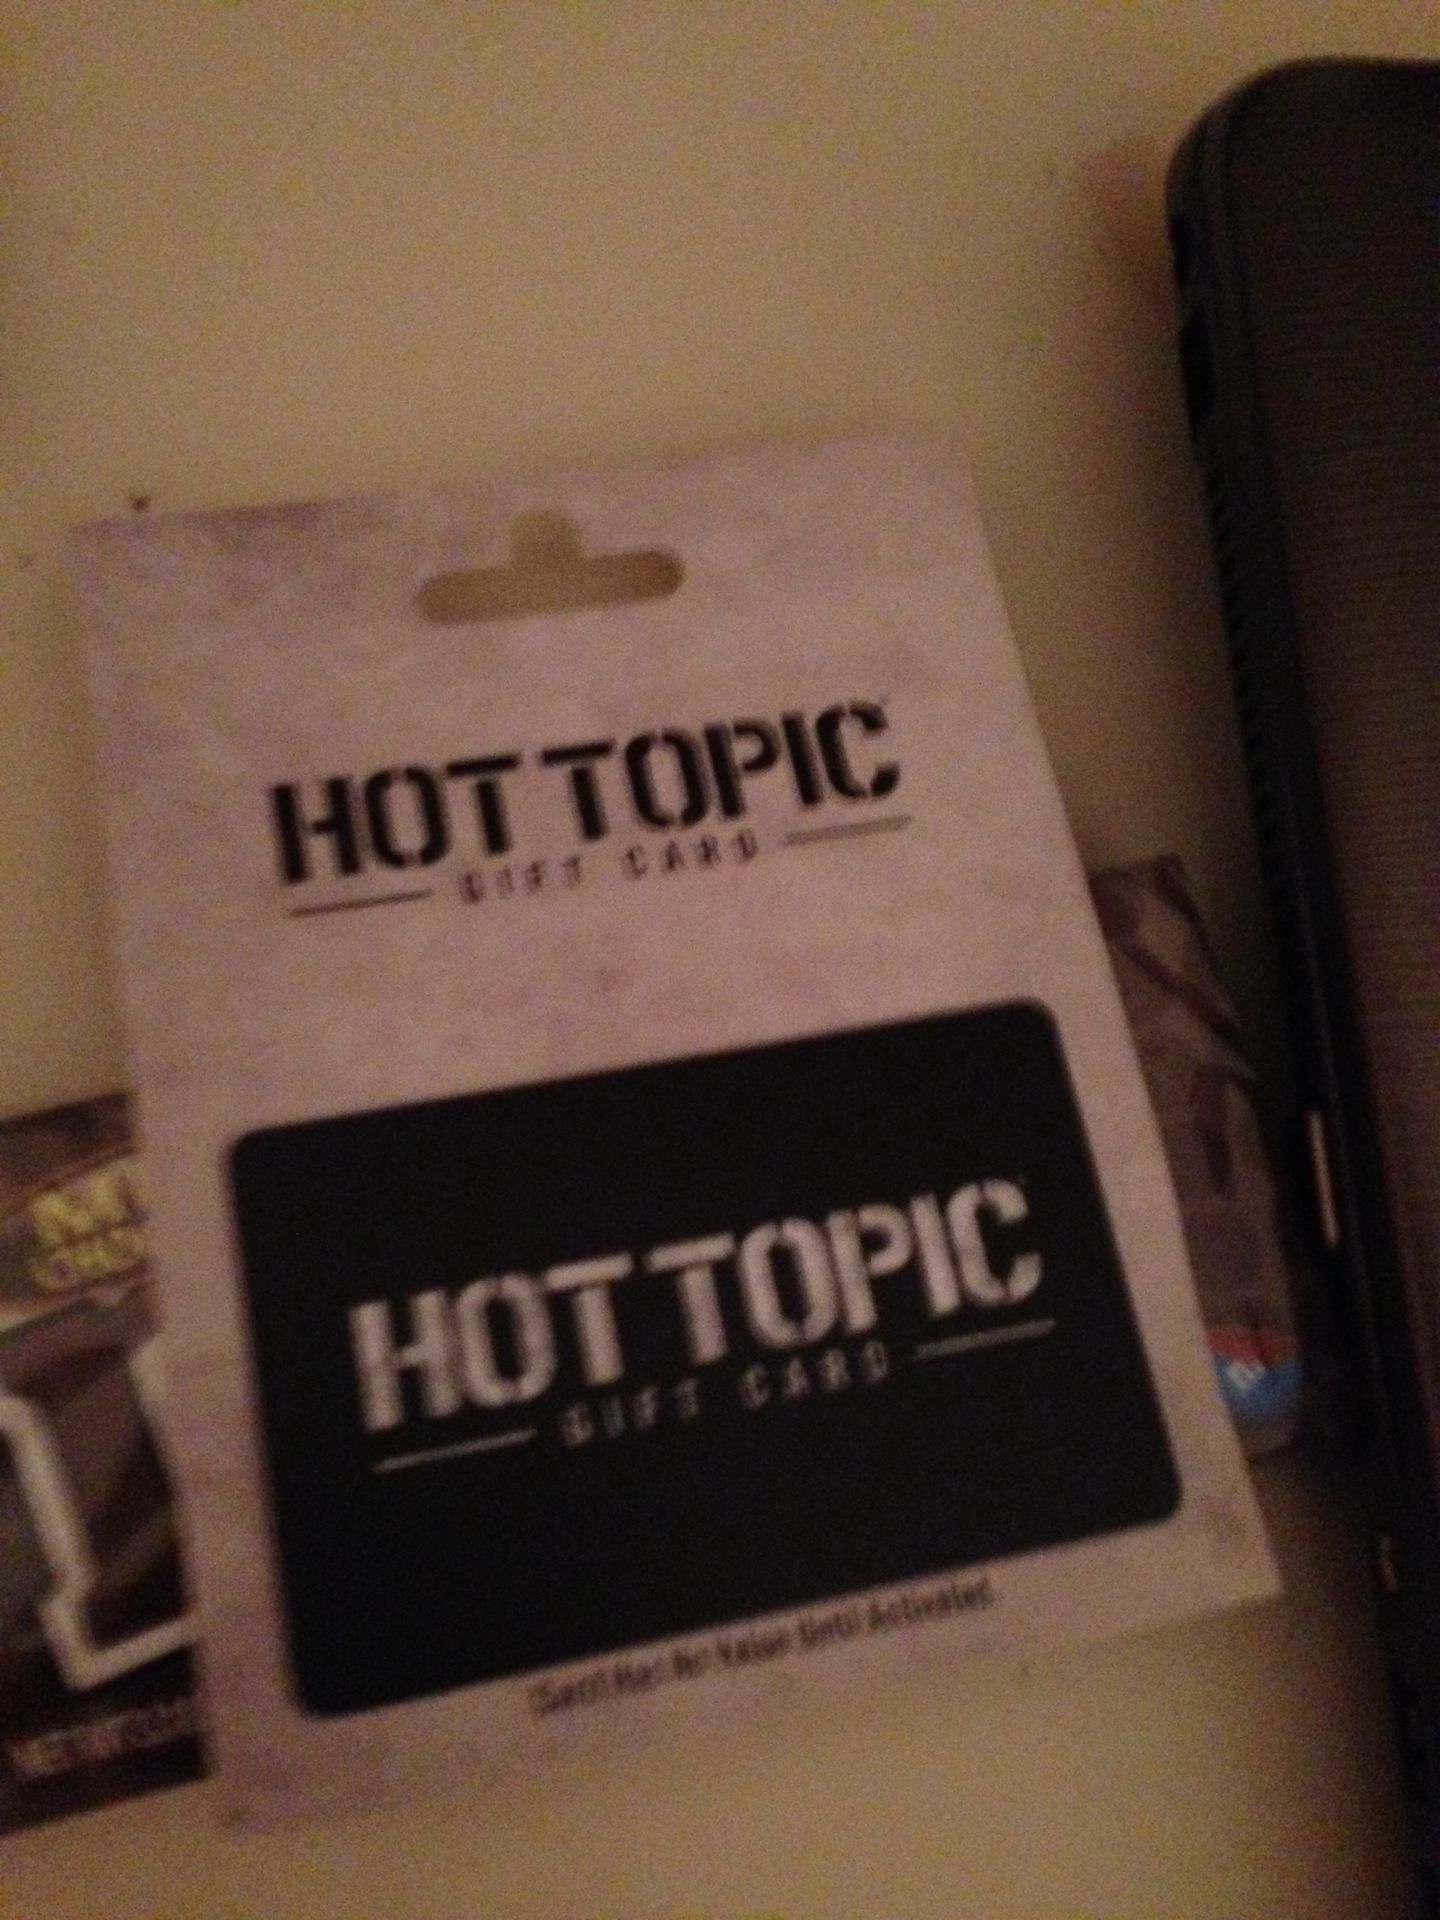 HOT TOPIC
GIFT CARD
HOT TOPIC
GIFT CARD
Card Has No Value Until Activated.